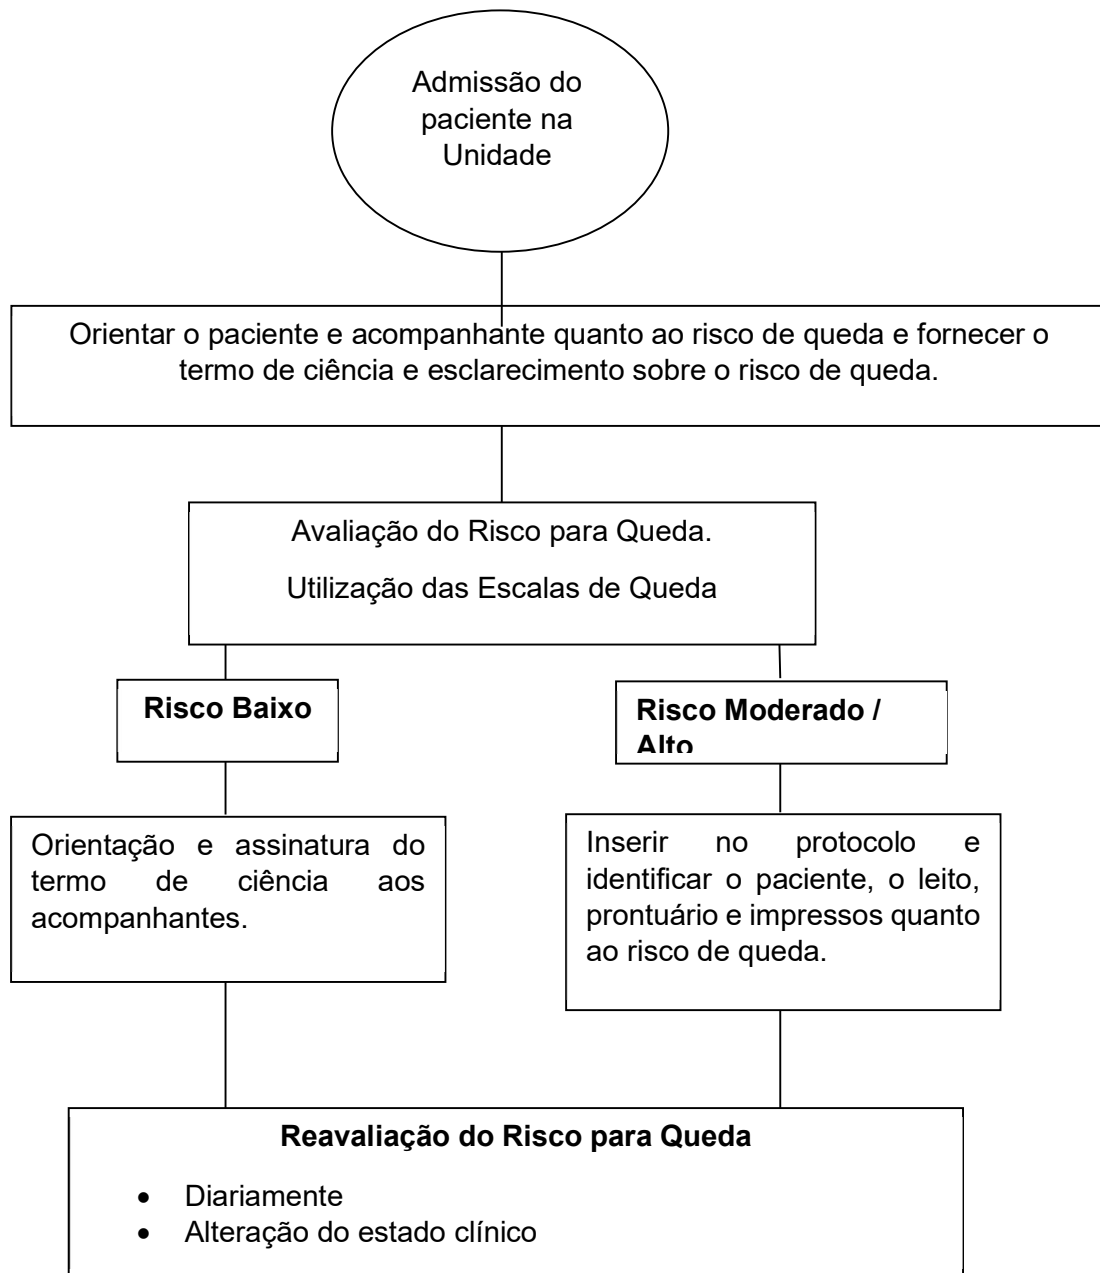 Admissão do
paciente na
Unidade
Orientar o paciente e acompanhante quanto ao risco de queda e fornecer o
termo de ciência e esclarecimento sobre o risco de queda.
Avaliação do Risco para Queda.
Utilização das Escalas de Queda
Risco Baixo
Risco Moderado /
Alto
Orientação e assinatura do
termo de ciência aos
acompanhantes.
Inserir no protocolo e
identificar o paciente, o leito,
prontuário e impressos quanto
ao risco de queda.
Reavaliação do Risco para Queda
• Diariamente
• Alteração do estado clínico